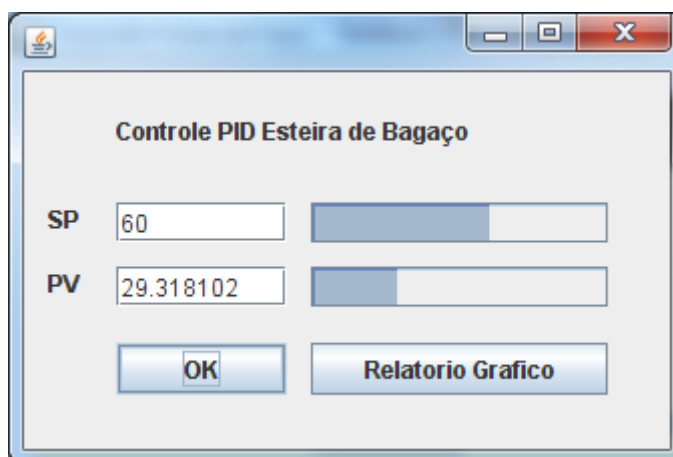 Controle PID Esteira de Bagaço
SP 60
PV 29.318102
OK Relatorio Grafico